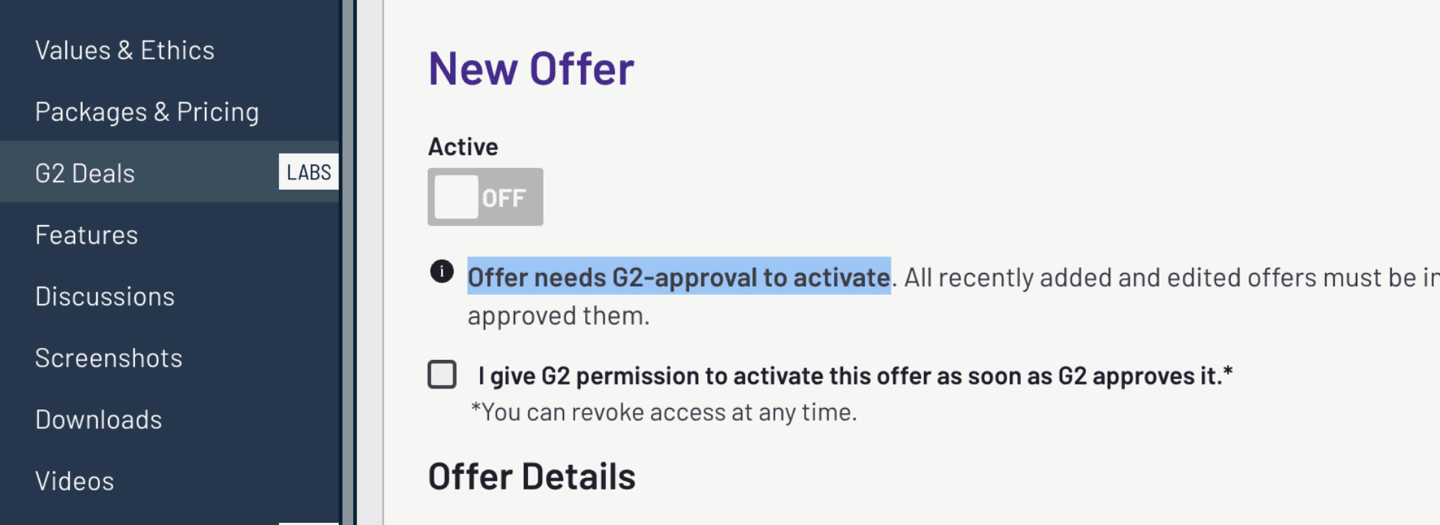 Values & Ethics
Packages & Pricing
G2 Deals
LABS
Features
Discussions
Screenshots
Downloads
Videos
New Offer
Active
OFF
Offer needs G2-approval to activate. All recently added and edited offers must be
approved them.
I give G2 permission to activate this offer as soon as G2 approves it.*
*You can revoke access at any time.
Offer Details